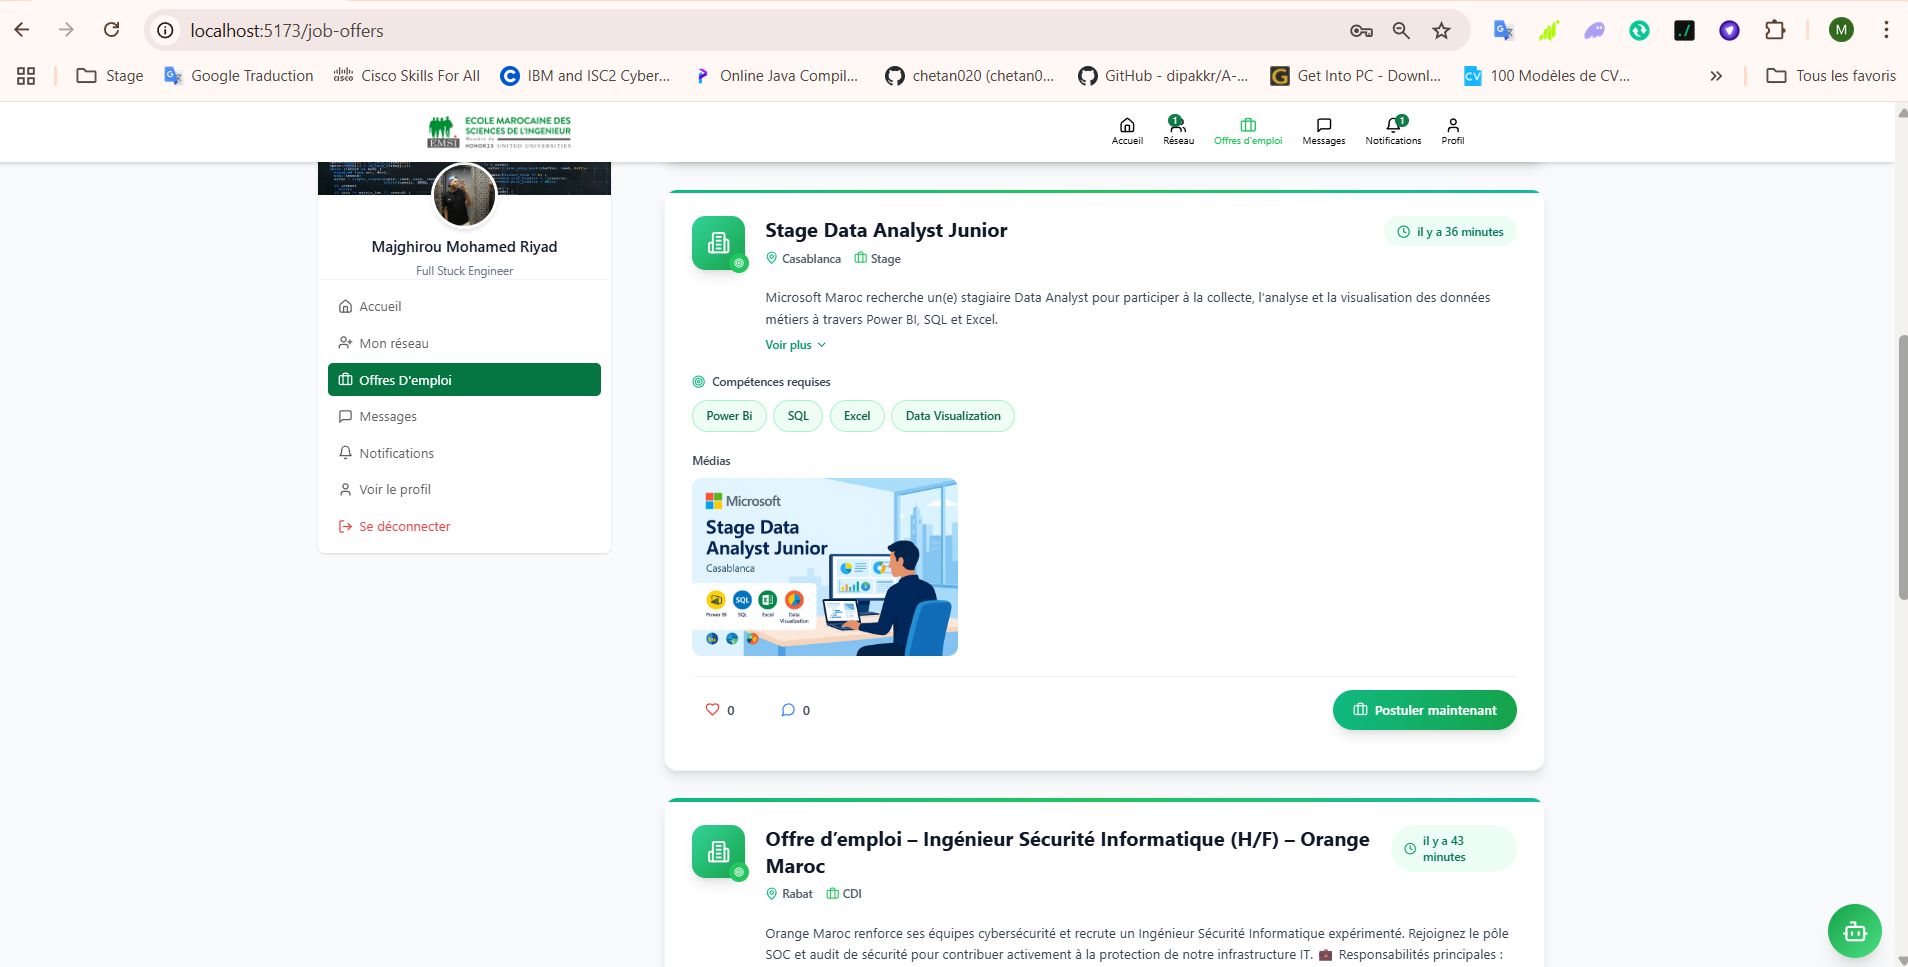 localhost:5173/job-offers
M
Stage
Google Traduction
Cisco Skills For All
IBM and ISC2 Cyber...
Online Java Compil...
chetan020 (chetan0...
GitHub - dipakkr/A-...
Get Into PC - Downl...
100 Modèles de CV...
»
Tous les favoris
EMSI
ECOLE MAROCAINE DES
SCIENCES DE L'INGENIEUR
Membre de
HONORIS UNITED UNIVERSITIES
Accueil
1
Réseau
Offres d'emploi
Messages
1
Notifications
Profil
Majghirou Mohamed Riyad
Full Stuck Engineer
Accueil
Mon réseau
Offres D'emploi
Messages
Notifications
Voir le profil
Se déconnecter
Stage Data Analyst Junior
il y a 36 minutes
Casablanca
Stage
Microsoft Maroc recherche un(e) stagiaire Data Analyst pour participer à la collecte, l’analyse et la visualisation des données
métiers à travers Power BI, SQL et Excel.
Voir plus
Compétences requises
Power Bi
SQL
Excel
Data Visualization
Médias
Microsoft
Stage Data
Analyst Junior
Casablanca
SQL
Power BI
SQL
Excel
Data
Visualization
0
0
Postuler maintenant
Offre d’emploi – Ingénieur Sécurité Informatique (H/F) – Orange
Maroc
il y a 43
minutes
Rabat
CDI
Orange Maroc renforce ses équipes cybersécurité et recrute un Ingénieur Sécurité Informatique expérimenté. Rejoignez le pôle
SOC et audit de sécurité pour contribuer activement à la protection de notre infrastructure IT. 💼 Responsabilités principales :